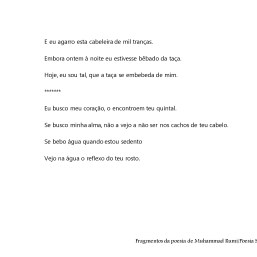 E eu agarro esta cabeleira de mil tranças.
Embora ontem à noite eu estivesse bêbado da taça.
Hoje, eu sou tal, que a taça se embebeda de mim.
*******
Eu busco meu coração, o encontroem teu quintal.
Se busco minha alma, não a vejo a não ser nos cachos de teu cabelo.
Se bebo água quando estou sedento
Vejo na água o reflexo do teu rosto.
Fragmentos da poesia de Muhammad Rumi/Poesia I